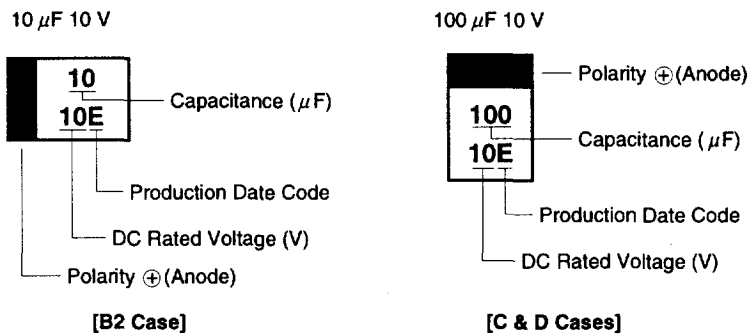 10 μF 10 V
10
10E
Capacitance (μF)
Production Date Code
DC Rated Voltage (V)
Polarity ⊕ (Anode)
[B2 Case]
100 μF 10 V
Polarity ⊕ (Anode)
100
10E
Capacitance (μF)
Production Date Code
DC Rated Voltage (V)
[C & D Cases]